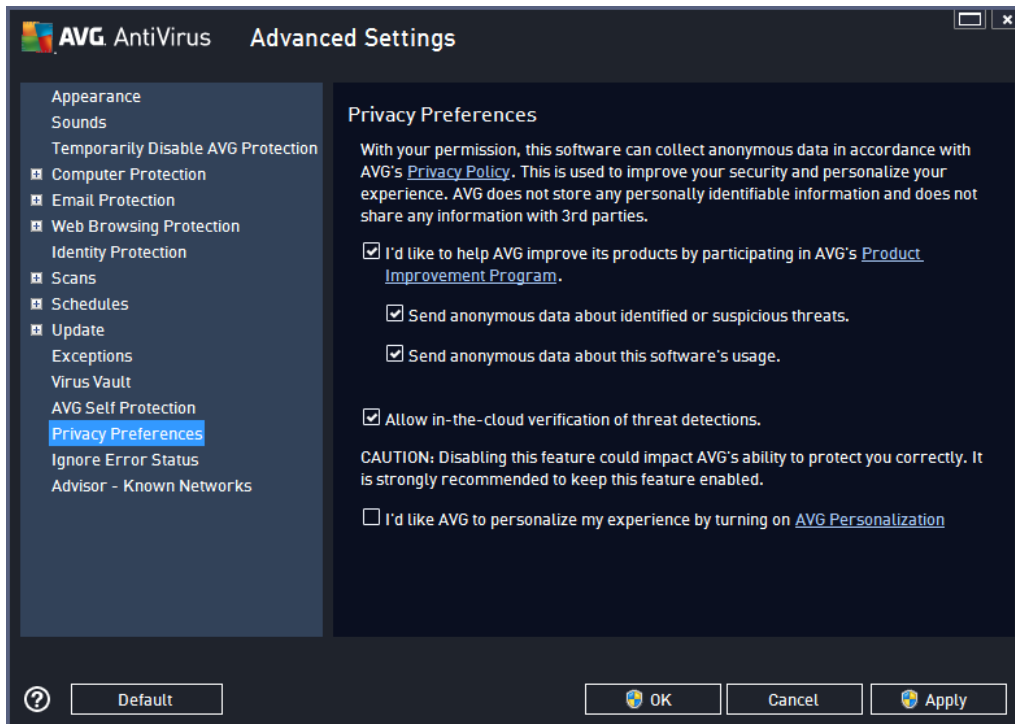 AVG. AntiVirus Advanced Settings
Appearance
Sounds
Temporarily Disable AVG Protection
Computer Protection
Email Protection
Web Browsing Protection
Identity Protection
Scans
Schedules
Update
Exceptions
Virus Vault
AVG Self Protection
Privacy Preferences
Ignore Error Status
Advisor - Known Networks
Privacy Preferences
With your permission, this software can collect anonymous data in accordance with
AVG's Privacy Policy. This is used to improve your security and personalize your
experience. AVG does not store any personally identifiable information and does not
share any information with 3rd parties.
I'd like to help AVG improve its products by participating in AVG's Product
Improvement Program.
Send anonymous data about identified or suspicious threats.
Send anonymous data about this software's usage.
Allow in-the-cloud verification of threat detections.
CAUTION: Disabling this feature could impact AVG's ability to protect you correctly. It
is strongly recommended to keep this feature enabled.
I'd like AVG to personalize my experience by turning on AVG Personalization
? Default OK Cancel Apply